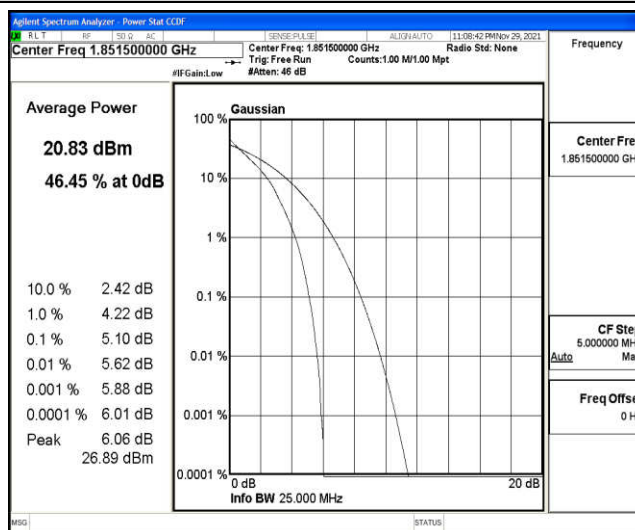 Agilent Spectrum Analyzer - Power Stat CCDF
RLT RF 50 Ω AC SENSE:PULSE ALIGNAUTO 11:08:42 PMNov 29, 2021
Center Freq 1.851500000 GHz
Center Freq: 1.851500000 GHz Radio Std: None
Trig: Free Run Counts:1.00 M/1.00 Mpt
#IFGain:Low #Atten: 46 dB
Frequency
Average Power
20.83 dBm
46.45 % at 0dB
10.0 % 2.42 dB
1.0 % 4.22 dB
0.1 % 5.10 dB
0.01 % 5.62 dB
0.001 % 5.88 dB
0.0001 % 6.01 dB
Peak 6.06 dB
26.89 dBm
Gaussian
100 %
10 %
1 %
0.1 %
0.01 %
0.001 %
0.0001 %
0 dB 20 dB
Info BW 25.000 MHz
Center Fre
1.851500000 GH
CF Ste
5.000000 MH
Auto Ma
Freq Offse
0 H
MSG STATUS